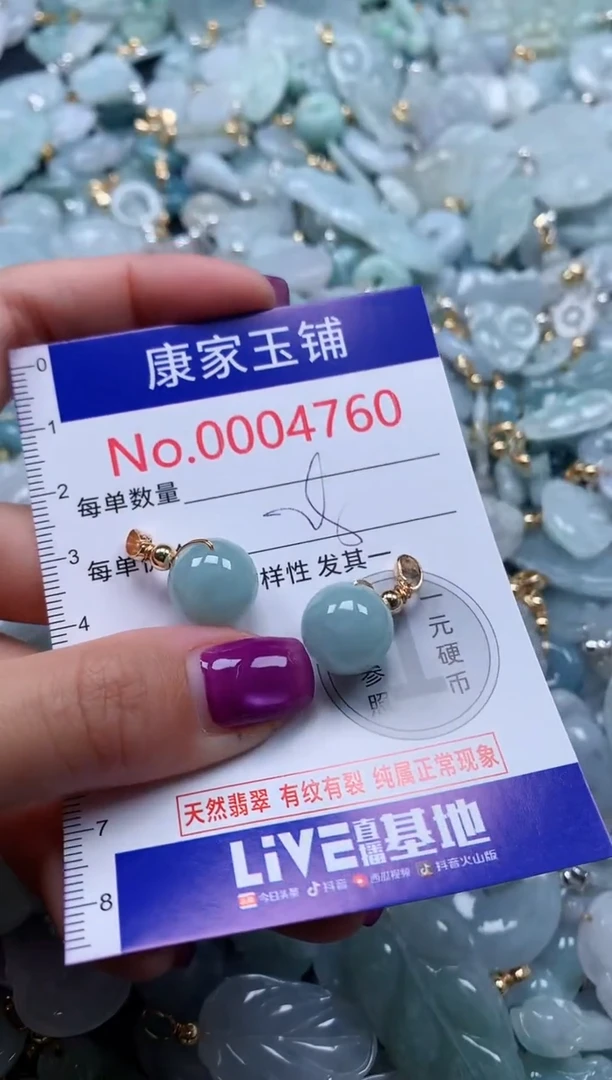 康家玉铺
No.0004760
0
1
每单数量
2
3
每单
样性 发其一
4
一元硬币
参照
天然翡翠 有纹有裂 纯属正常现象
7
LiVE直播基地
8
今日头条 抖音 西瓜视频 抖音火山版